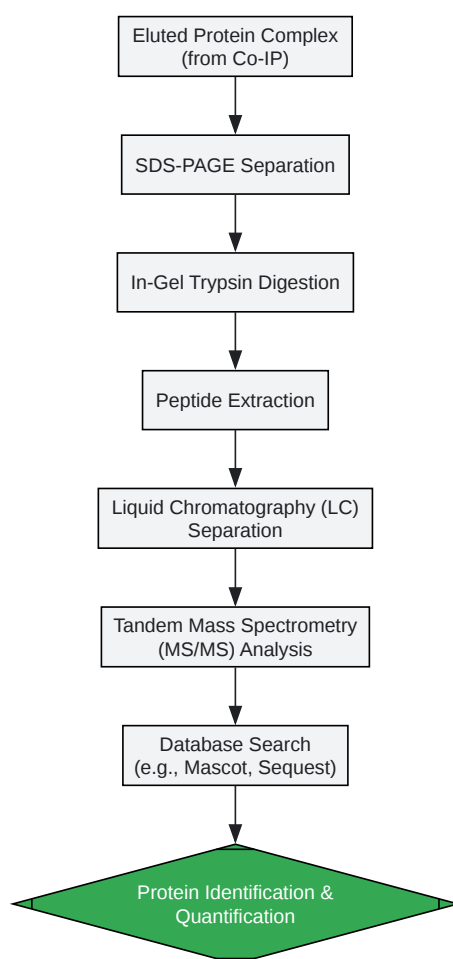 Eluted Protein Complex
(from Co-IP)
SDS-PAGE Separation
In-Gel Trypsin Digestion
Peptide Extraction
Liquid Chromatography (LC)
Separation
Tandem Mass Spectrometry
(MS/MS) Analysis
Database Search
(e.g., Mascot, Sequest)
Protein Identification &
Quantification